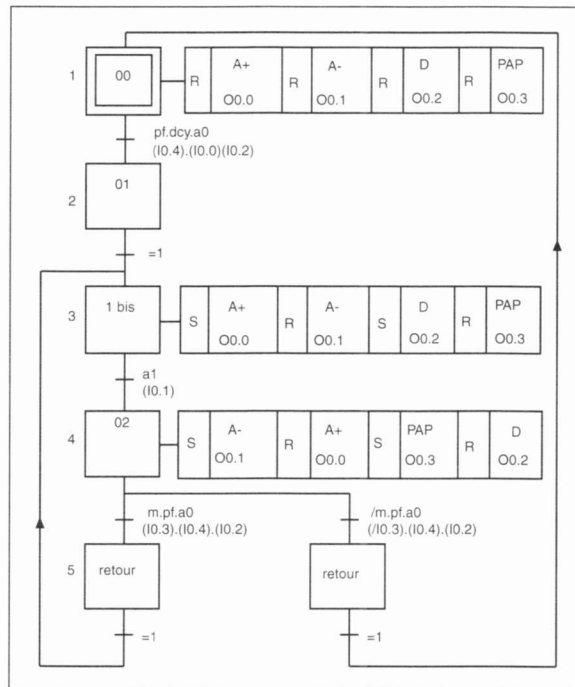 1
00
R
A+
O0.0
R
A-
O0.1
R
D
O0.2
R
PAP
O0.3
pf.dcy.a0
(I0.4).(I0.0)(I0.2)
2
01
=1
3
1 bis
S
A+
O0.0
R
A-
O0.1
S
D
O0.2
R
PAP
O0.3
a1
(I0.1)
4
02
S
A-
O0.1
R
A+
O0.0
S
PAP
O0.3
R
D
O0.2
m.pf.a0
(I0.3).(I0.4).(I0.2)
/m.pf.a0
(/I0.3).(I0.4).(I0.2)
5
retour
retour
=1
=1